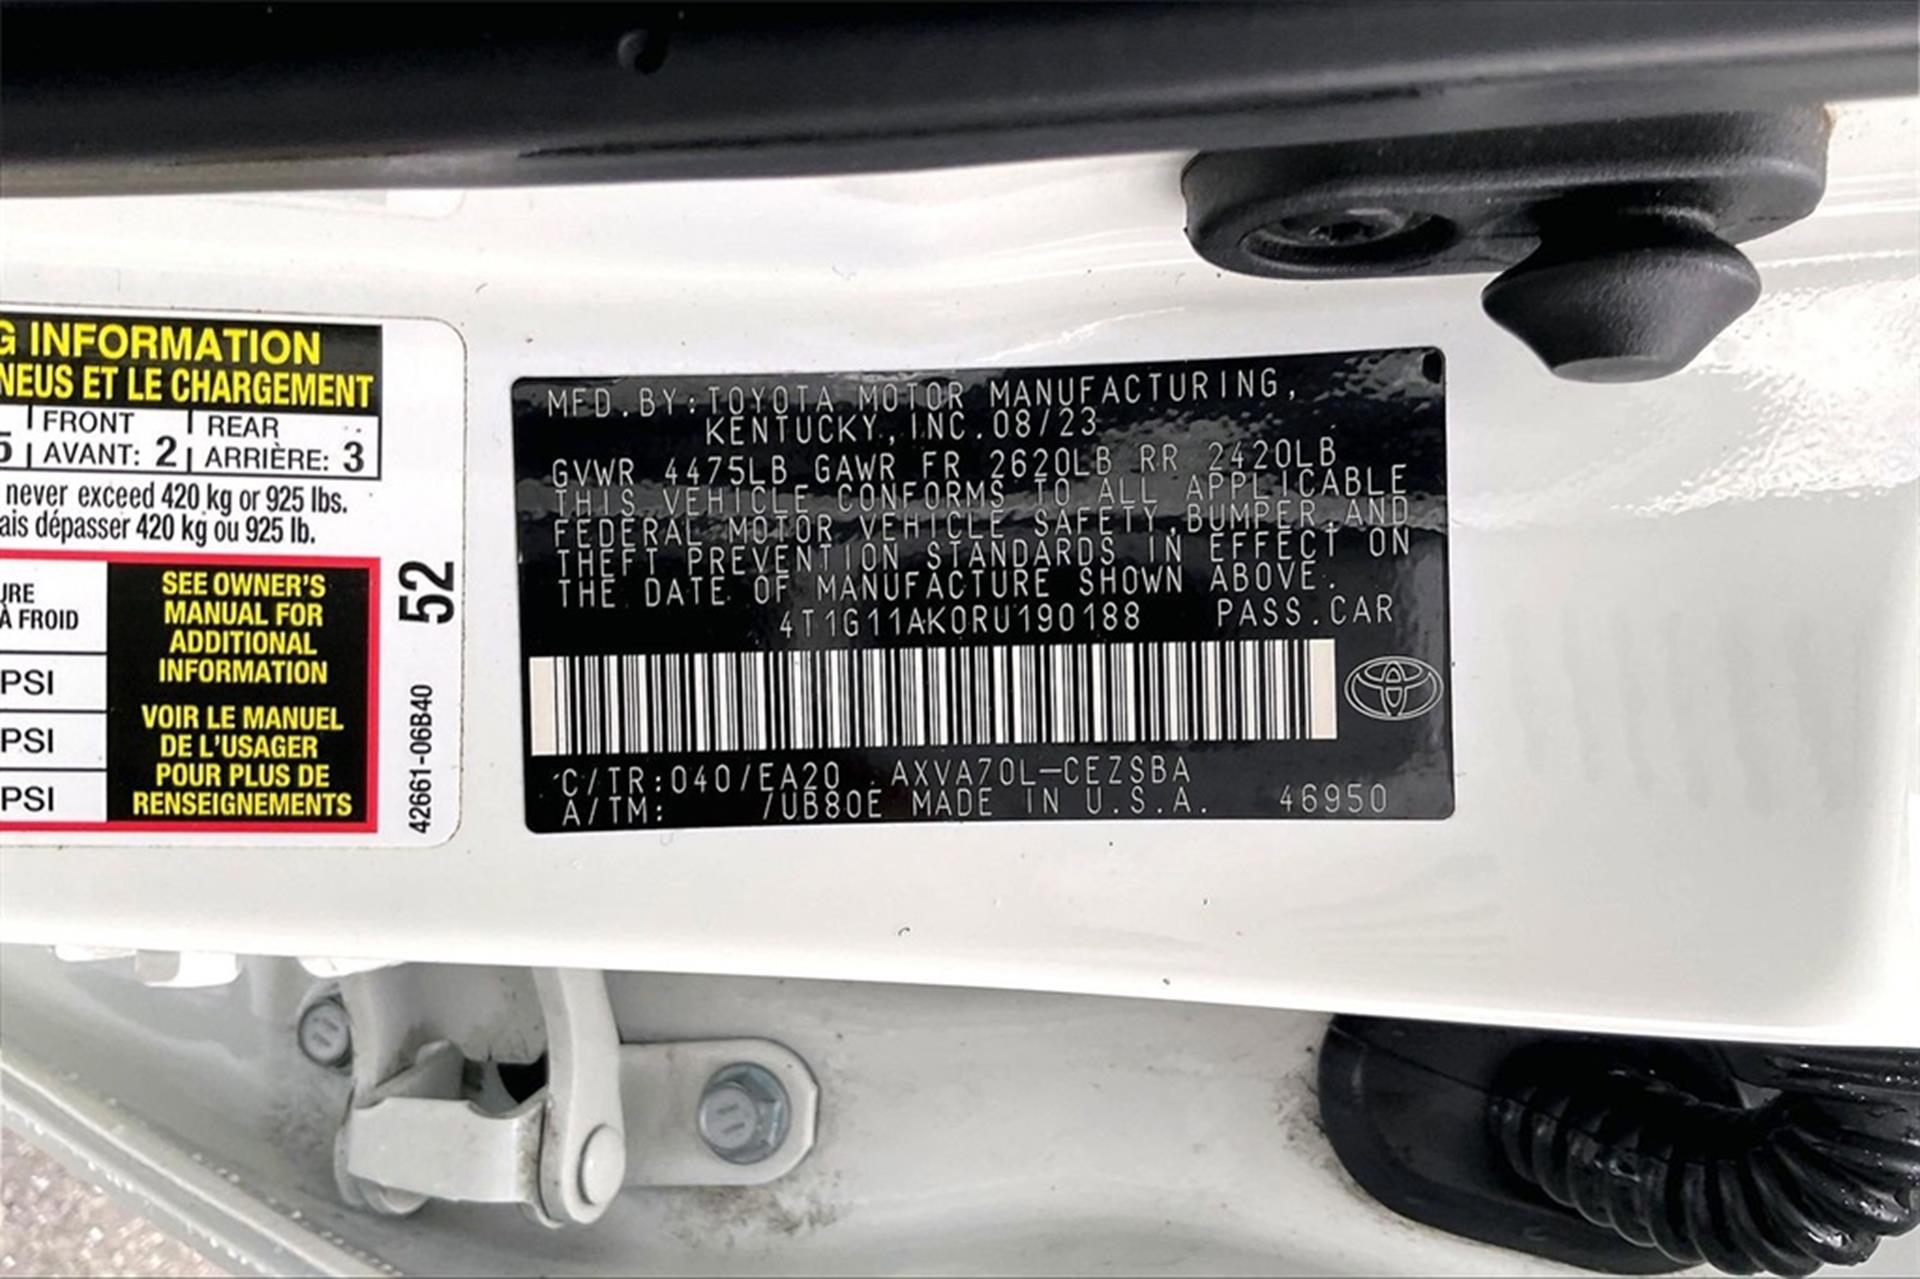 G INFORMATION
NEUS ET LE CHARGEMENT
5 FRONT AVANT: 2 REAR ARRIÈRE: 3
never exceed 420 kg or 925 lbs.
ais dépasser 420 kg ou 925 lb.
URE
À FROID
PSI
PSI
PSI
SEE OWNER'S
MANUAL FOR
ADDITIONAL
INFORMATION
VOIR LE MANUEL
DE L'USAGER
POUR PLUS DE
RENSEIGNEMENTS
52
42661-06B40
MFD.BY:TOYOTA MOTOR MANUFACTURING,
KENTUCKY,INC.08/23
GVWR 4475LB GAWR FR 2620LB RR 2420LB
THIS VEHICLE CONFORMS TO ALL APPLICABLE
FEDERAL MOTOR VEHICLE SAFETY,BUMPER,AND
THEFT PREVENTION STANDARDS IN EFFECT ON
THE DATE OF MANUFACTURE SHOWN ABOVE.
4T1G11AK0RU190188 PASS.CAR
C/TR:040/EA20 AXVA70L-CEZSBA
A/TM: /UB80E MADE IN U.S.A. 46950